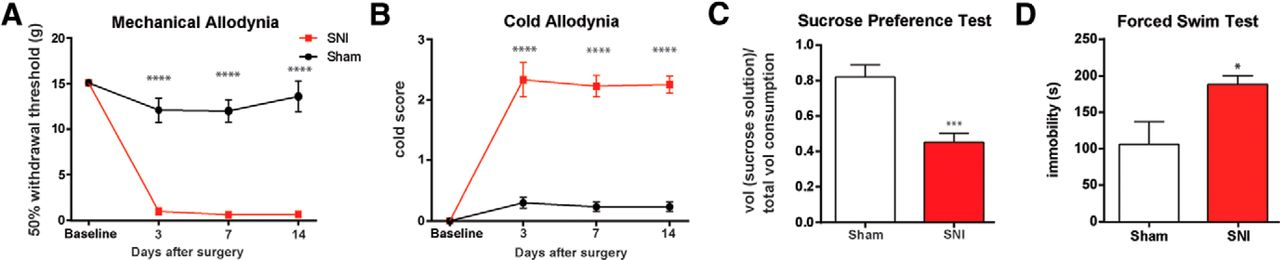 A
Mechanical Allodynia
50% withdrawal threshold (g)
20
15
10
5
0
SNI
Sham
****
****
****
Baseline
3
7
14
Days after surgery
B
Cold Allodynia
cold score
3
2
1
0
****
****
****
Baseline
3
7
14
Days after surgery
C
Sucrose Preference Test
vol (sucrose solution)/
total vol consumption
1.0
0.8
0.6
0.4
0.2
0.0
***
Sham
SNI
D
Forced Swim Test
immobility (s)
250
200
150
100
50
0
*
Sham
SNI